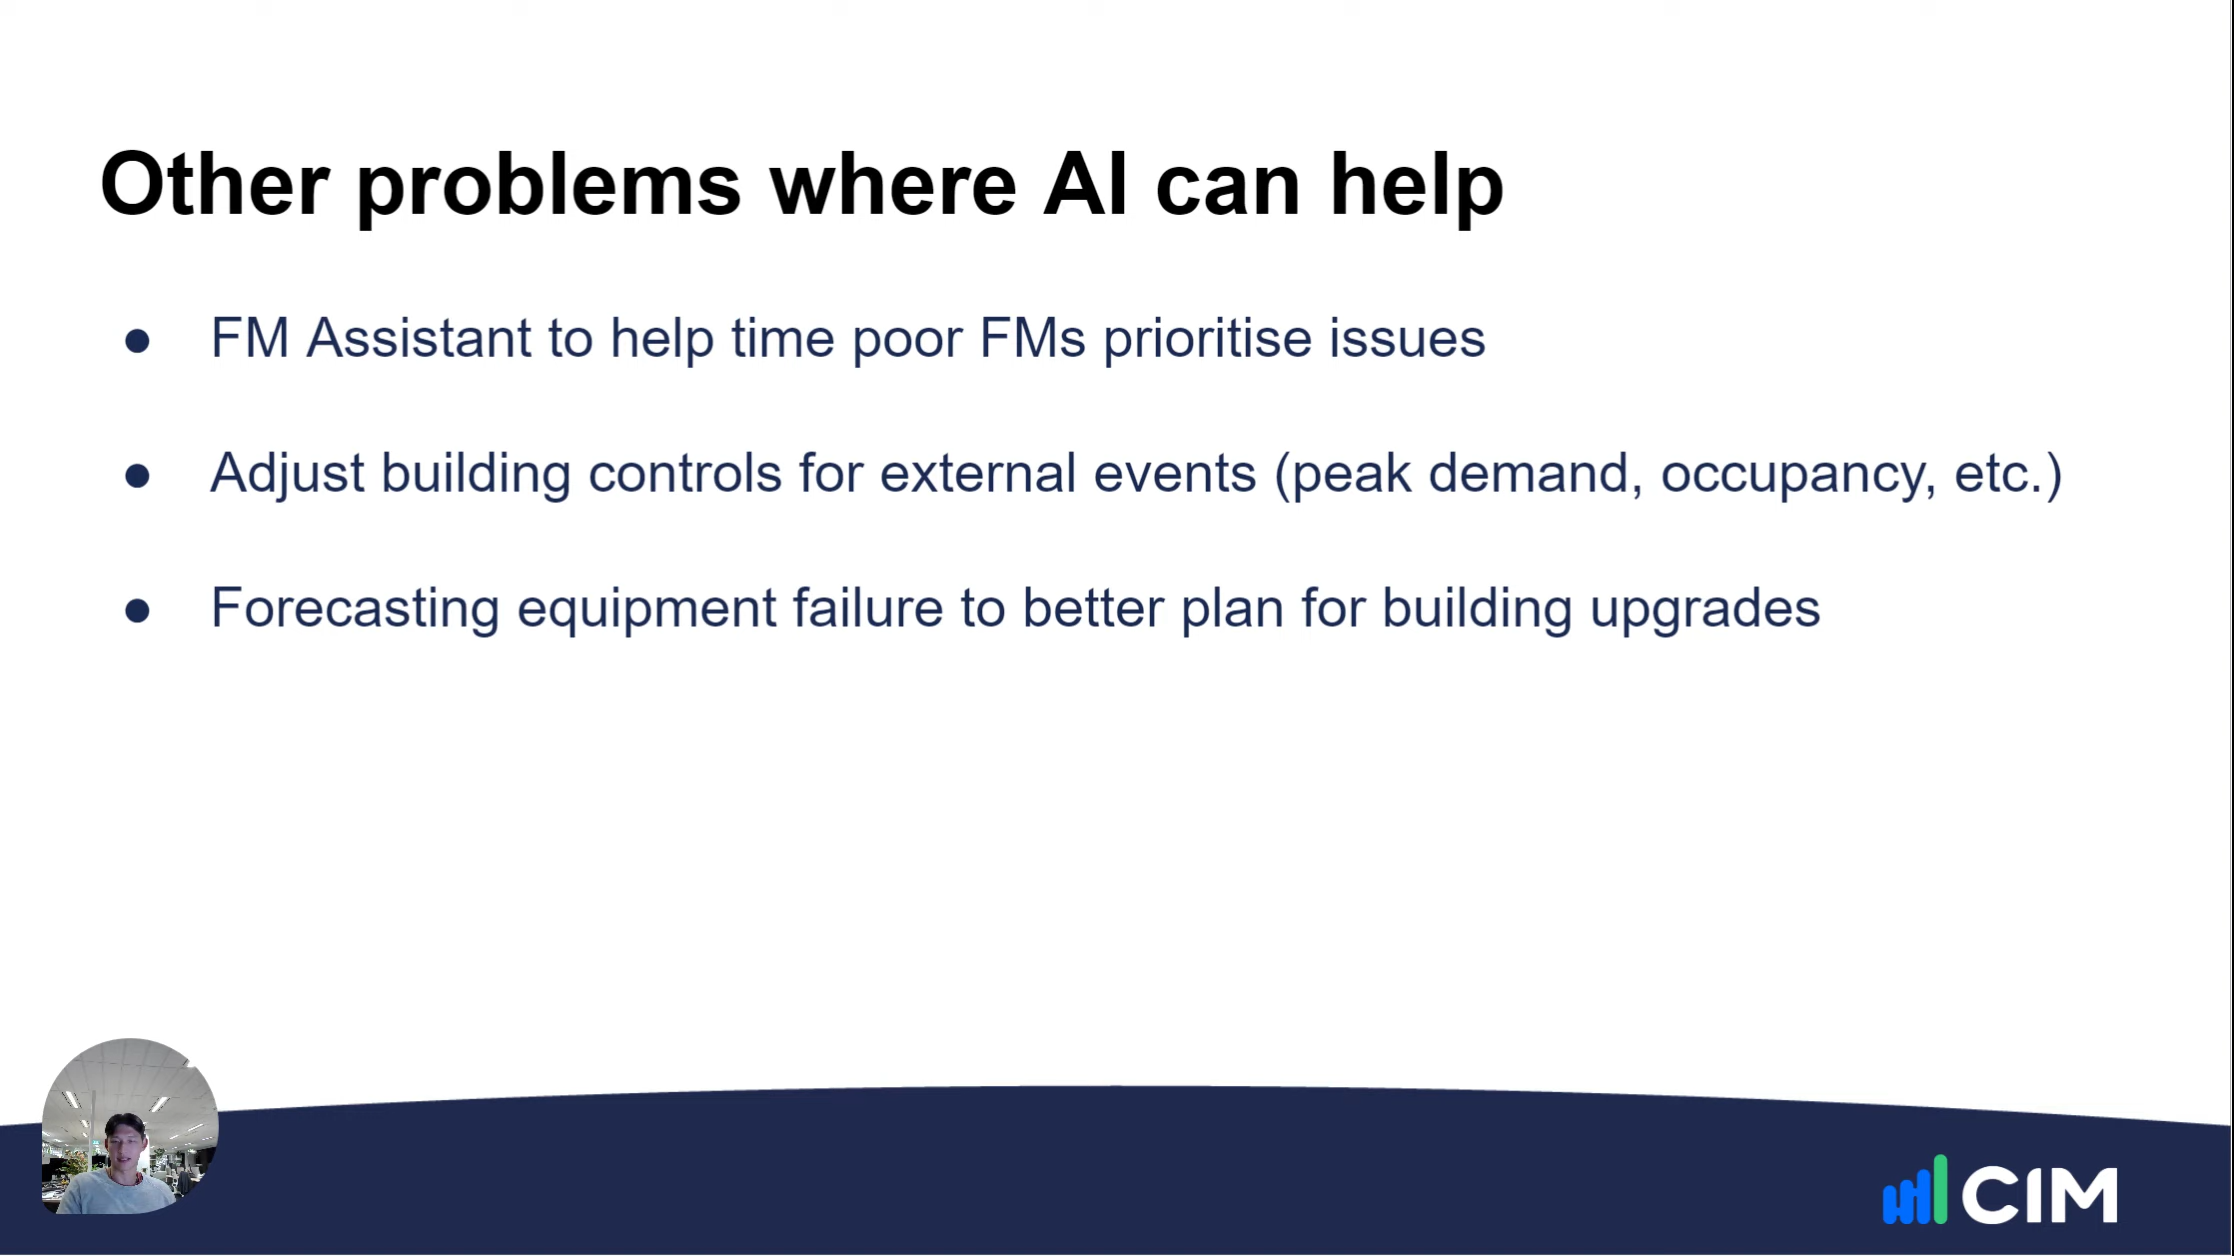 Other problems where AI can help
● FM Assistant to help time poor FMs prioritise issues
● Adjust building controls for external events (peak demand, occupancy, etc.)
● Forecasting equipment failure to better plan for building upgrades
CIM